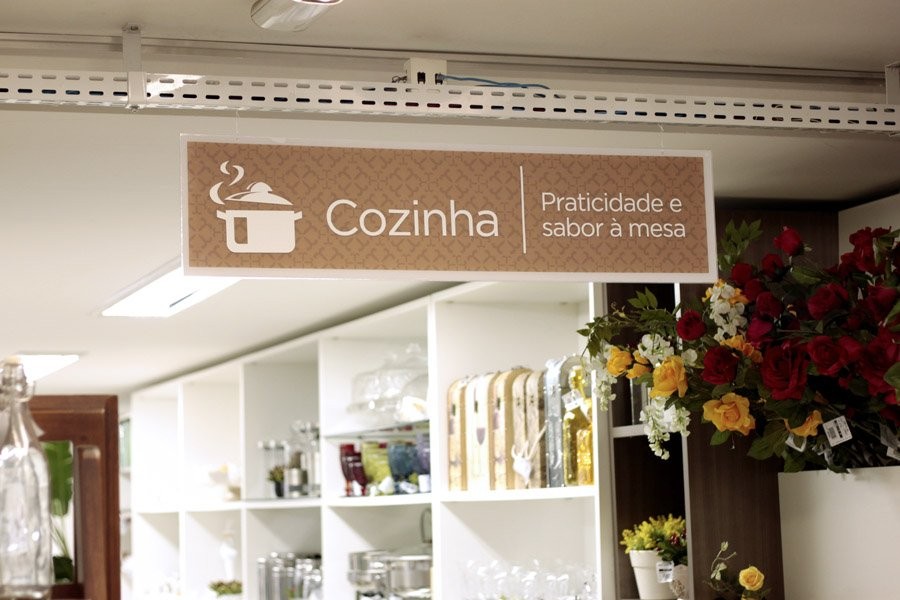 Cozinha
Praticidade e
sabor à mesa